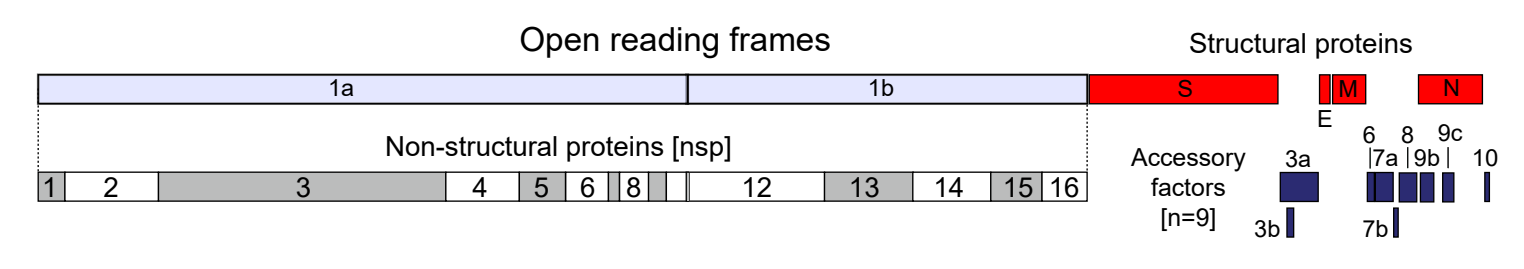 Open reading frames
Structural proteins
1a 1b S M N
E
Non-structural proteins [nsp]
1 2 3 4 5 6 8 12 13 14 15 16
Accessory
factors
[n=9]
3a 6 7a 8 9b 9c 10
3b 7b